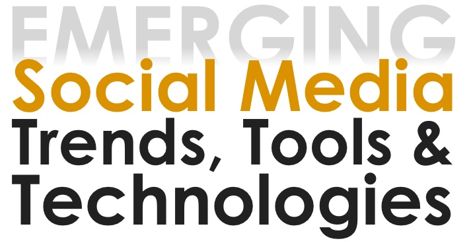 EMERGING
Social Media
Trends, Tools &
Technologies